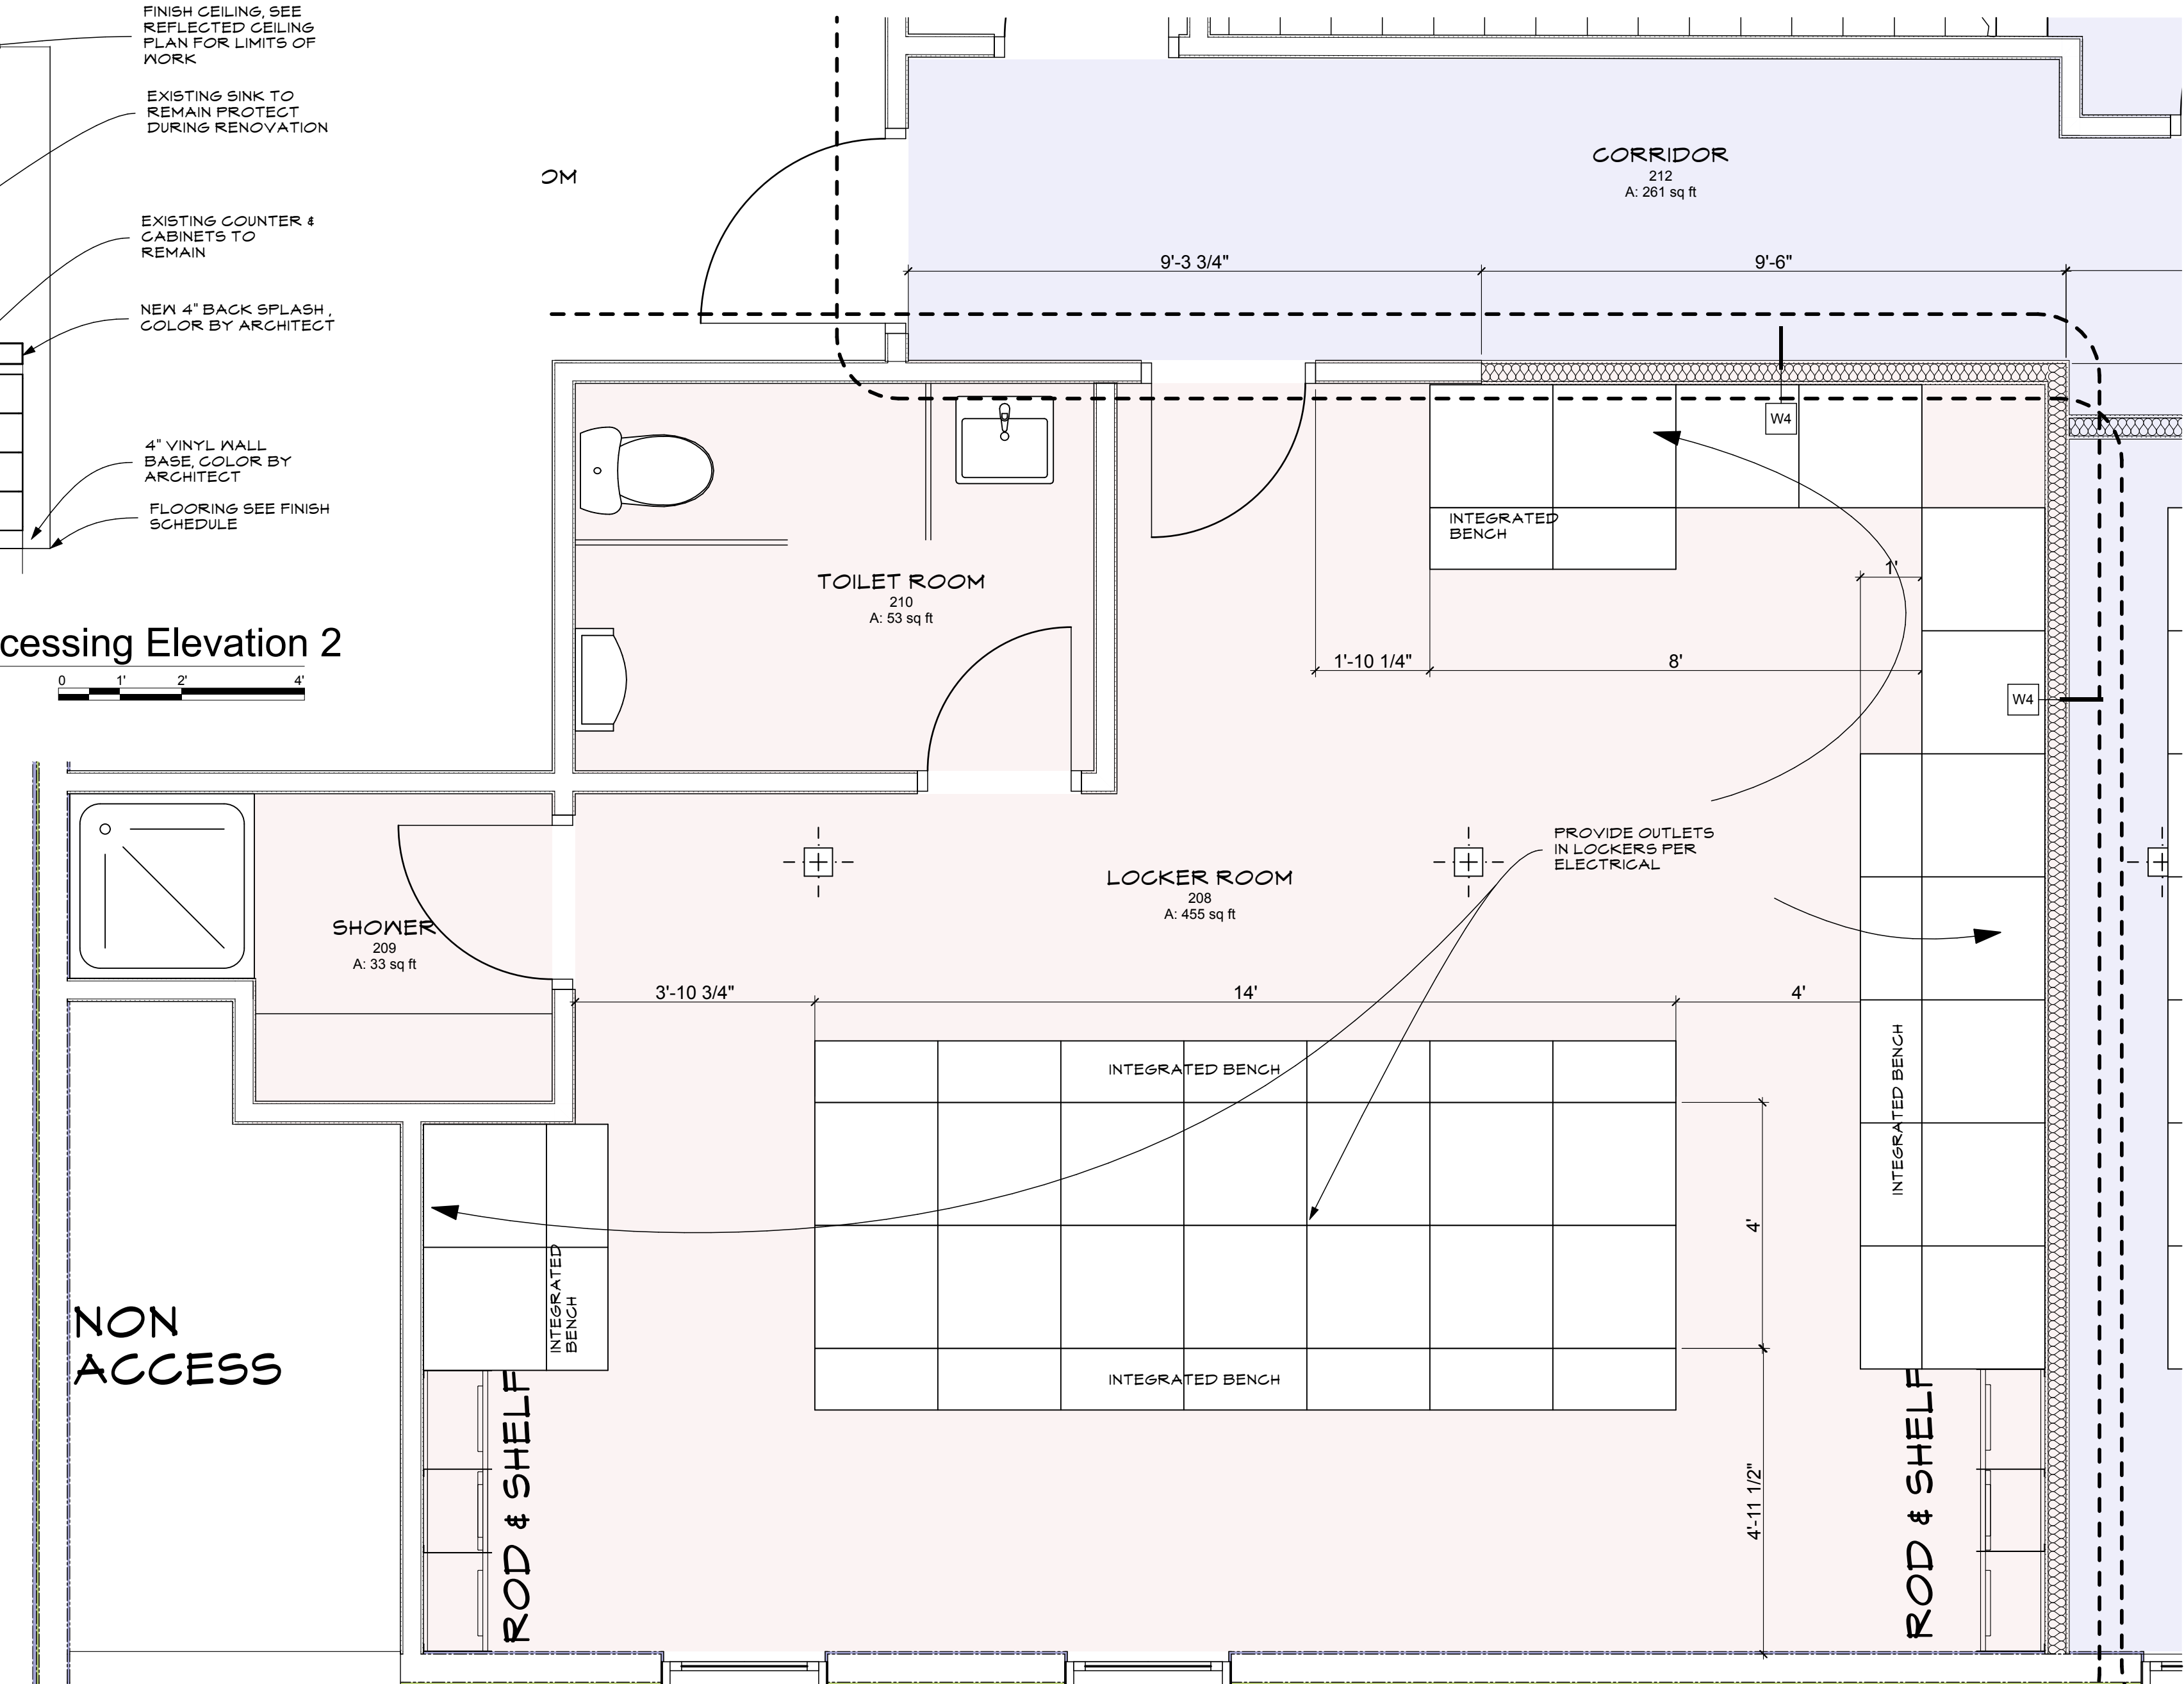 FINISH CEILING, SEE
REFLECTED CEILING
PLAN FOR LIMITS OF
WORK
EXISTING SINK TO
REMAIN PROTECT
DURING RENOVATION
EXISTING COUNTER &
CABINETS TO
REMAIN
NEW 4" BACK SPLASH ,
COLOR BY ARCHITECT
4" VINYL WALL
BASE, COLOR BY
ARCHITECT
FLOORING SEE FINISH
SCHEDULE
cessing Elevation 2
0 1' 2' 4'
OM
CORRIDOR
212
A: 261 sq ft
9'-3 3/4"
9'-6"
W4
INTEGRATED
BENCH
1'
TOILET ROOM
210
A: 53 sq ft
1'-10 1/4"
8'
W4
PROVIDE OUTLETS
IN LOCKERS PER
ELECTRICAL
LOCKER ROOM
208
A: 455 sq ft
SHOWER
209
A: 33 sq ft
3'-10 3/4"
14'
4'
INTEGRATED BENCH
INTEGRATED BENCH
4'
INTEGRATED
BENCH
INTEGRATED BENCH
NON
ACCESS
ROD & SHELF
4'-11 1/2"
ROD & SHELF